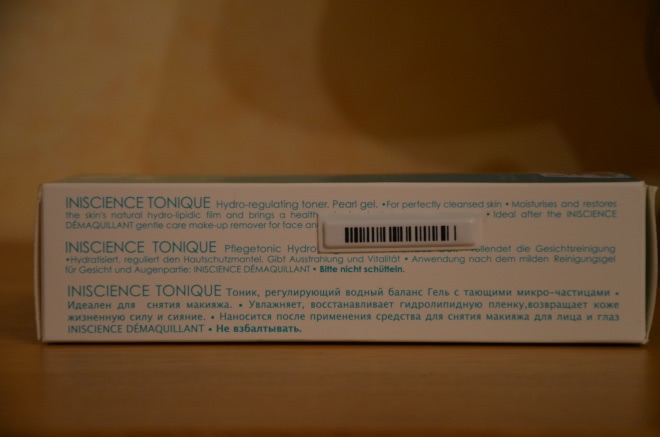 INISCIENCE TONIQUE Hydro-regulating toner. Pearl gel. •For perfectly cleansed skin • Moisturises and restores
the skin's natural hydro-lipidic film and brings a health • Ideal after the INISCIENCE
DÉMAQUILLANT gentle care make-up remover for face an
INISCIENCE TONIQUE Pflegetonic Hydro llendet die Gesichtsreinigung
•Hydratisiert, reguliert den Hautschutzmantel. Gibt Ausstrahlung und Vitalität • Anwendung nach dem milden Reinigungsgel
für Gesicht und Augenpartie: INISCIENCE DÉMAQUILLANT • Bitte nicht schütteln.
INISCIENCE TONIQUE Тоник, регулирующий водный баланс Гель с тающими микро-частицами •
Идеален для снятия макияжа. • Увлажняет, восстанавливает гидролипидную пленку,возвращает коже
жизненную силу и сияние. • Наносится после применения средства для снятия макияжа для лица и глаз
INISCIENCE DÉMAQUILLANT • Не взбалтывать.